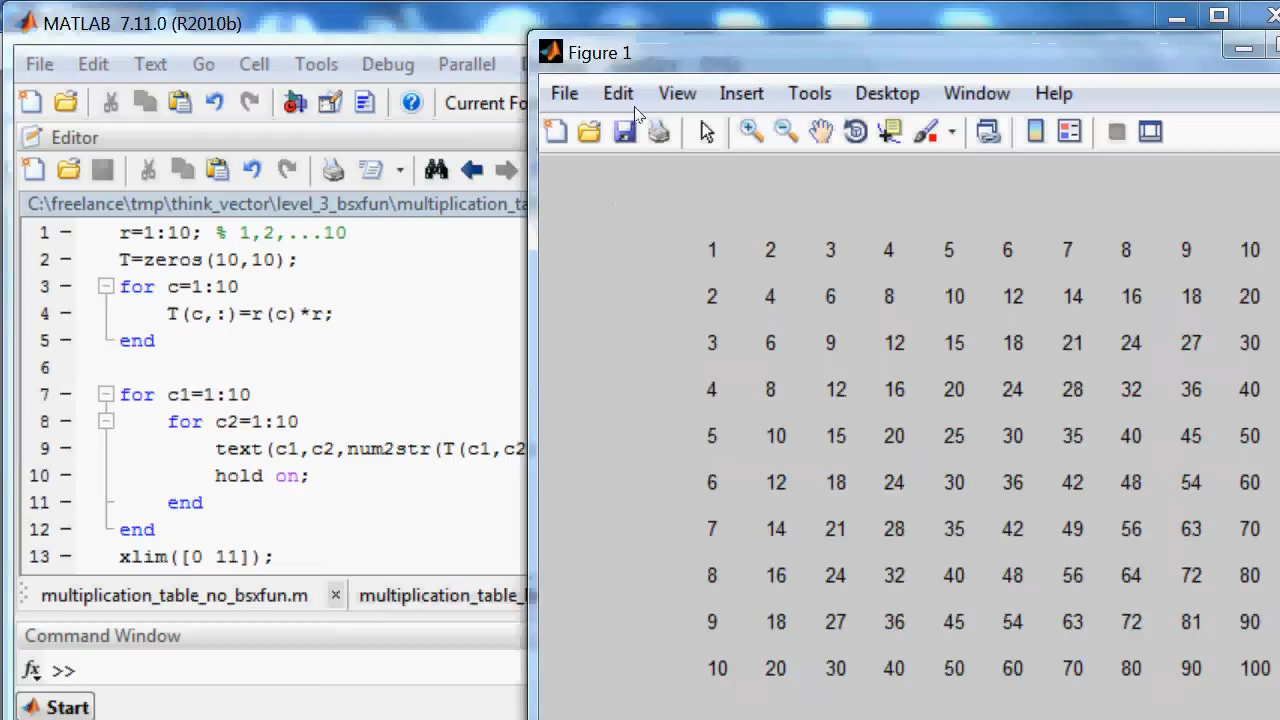 MATLAB 7.11.0 (R2010b)
File Edit Text Go Cell Tools Debug Parallel
Current Fo
Editor
C:\freelance\tmp\think_vector\level_3_bsxfun\multiplication_ta
1 r=1:10; % 1,2,...10
2 T=zeros(10,10);
3 for c=1:10
4 T(c,:)=r(c)*r;
5 end
6
7 for c1=1:10
8 for c2=1:10
9 text(c1,c2,num2str(T(c1,c2
10 hold on;
11 end
12 end
13 xlim([0 11]);
multiplication_table_no_bsxfun.m × multiplication_table_
Command Window
fx >>
Start
Figure 1
File Edit View Insert Tools Desktop Window Help
1 2 3 4 5 6 7 8 9 10
2 4 6 8 10 12 14 16 18 20
3 6 9 12 15 18 21 24 27 30
4 8 12 16 20 24 28 32 36 40
5 10 15 20 25 30 35 40 45 50
6 12 18 24 30 36 42 48 54 60
7 14 21 28 35 42 49 56 63 70
8 16 24 32 40 48 56 64 72 80
9 18 27 36 45 54 63 72 81 90
10 20 30 40 50 60 70 80 90 100